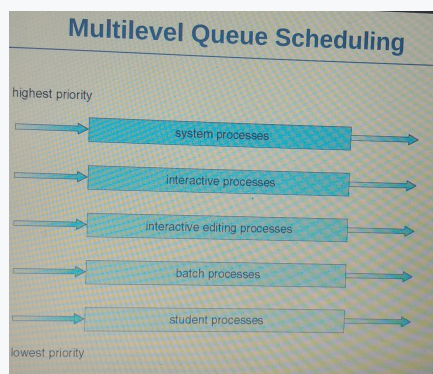 Multilevel Queue Scheduling
highest priority
system processes
interactive processes
interactive editing processes
batch processes
student processes
lowest priority